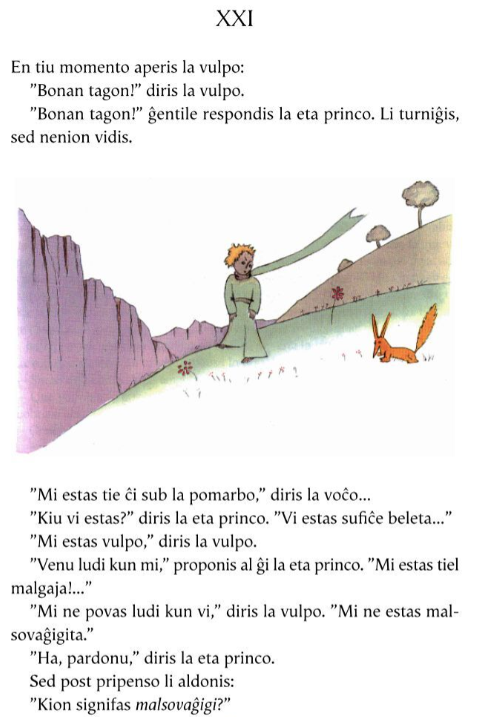 XXI
En tiu momento aperis la vulpo:
”Bonan tagon!” diris la vulpo.
”Bonan tagon!” ĝentile respondis la eta princo. Li turniĝis,
sed nenion vidis.
”Mi estas tie ĉi sub la pomarbo,” diris la voĉo...
”Kiu vi estas?” diris la eta princo. ”Vi estas sufiĉe beleta...”
”Mi estas vulpo,” diris la vulpo.
”Venu ludi kun mi,” proponis al ĝi la eta princo. ”Mi estas tiel
malgaja!...”
”Mi ne povas ludi kun vi,” diris la vulpo. ”Mi ne estas mal-
sovaĝigita.”
”Ha, pardonu,” diris la eta princo.
Sed post pripenso li aldonis:
”Kion signifas malsovaĝigi?”